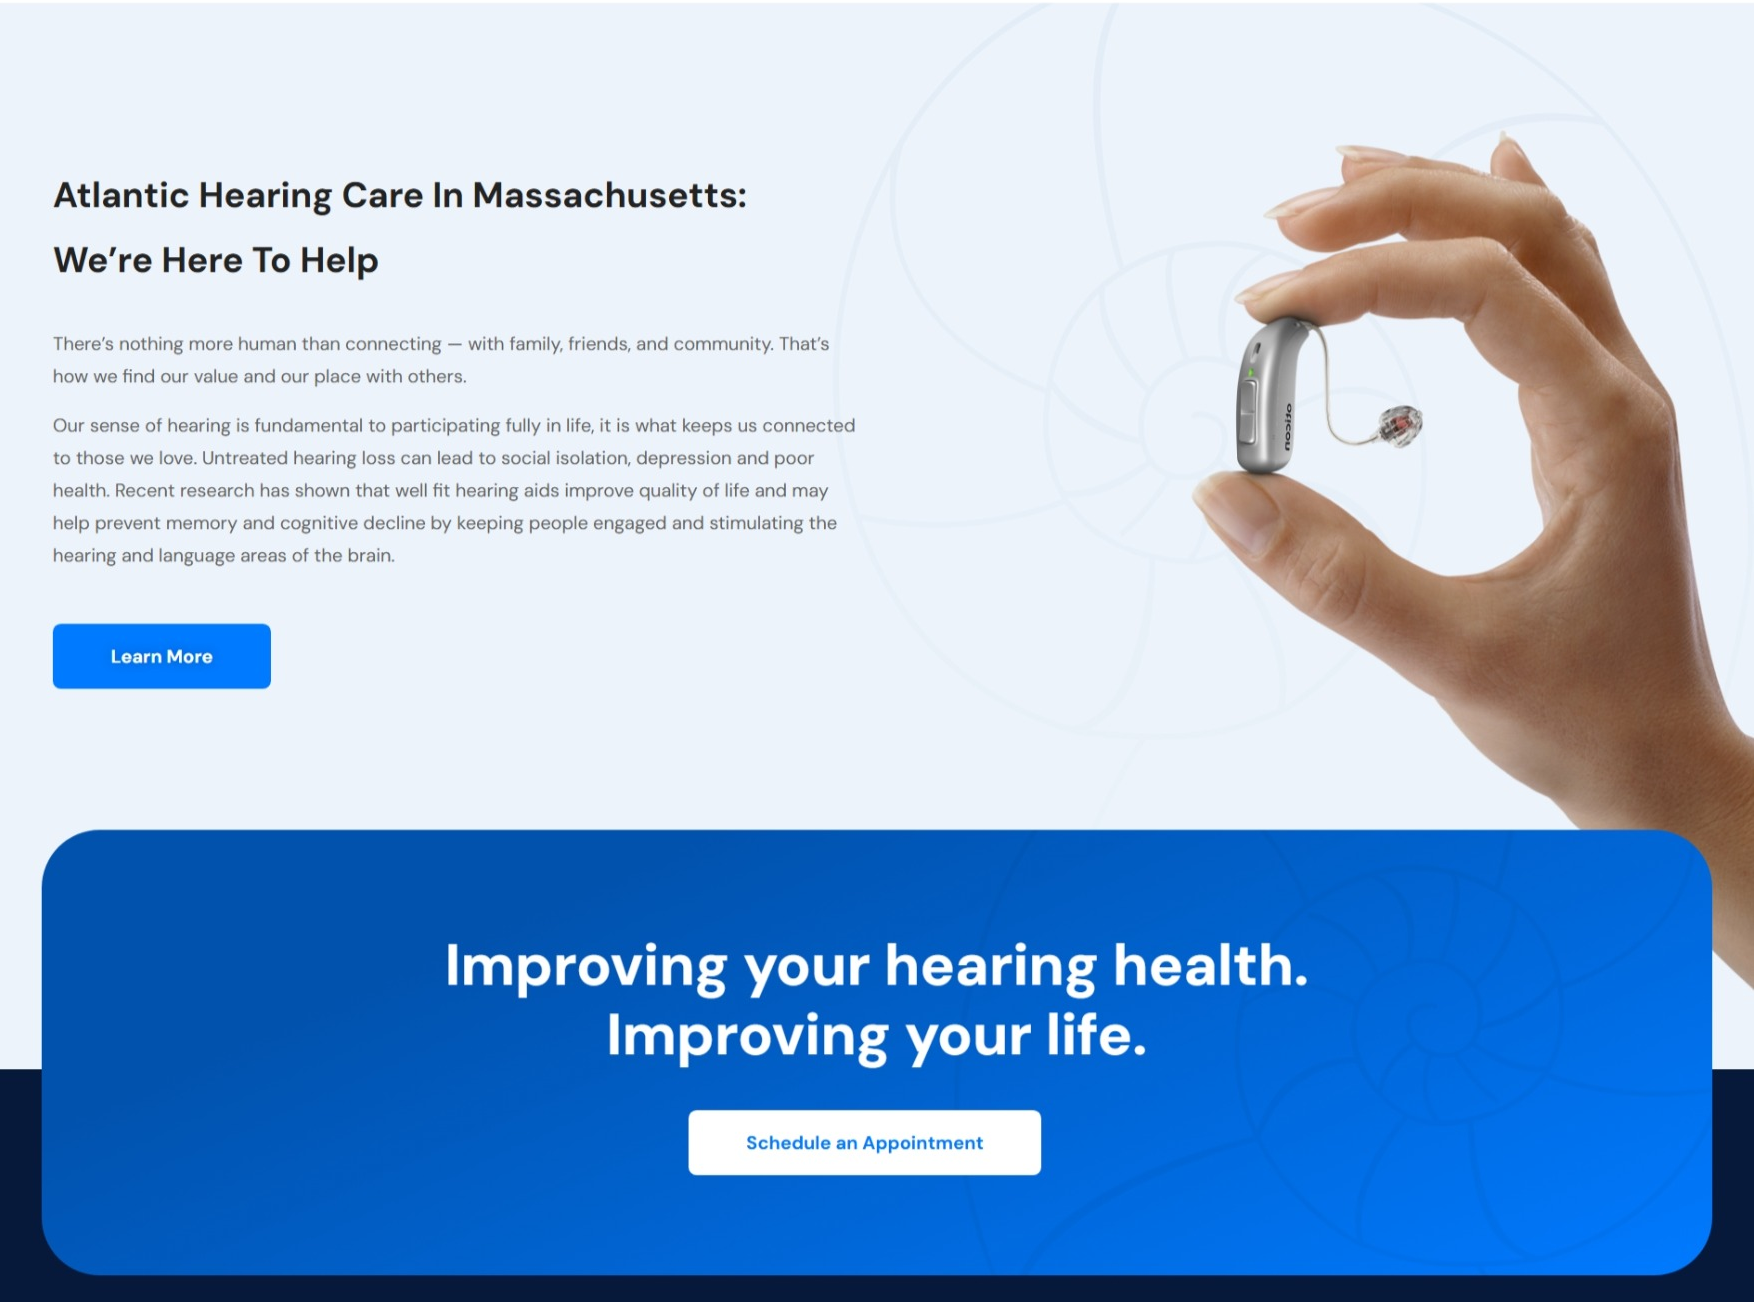 Atlantic Hearing Care In Massachusetts:
We’re Here To Help
There’s nothing more human than connecting — with family, friends, and community. That’s
how we find our value and our place with others.
Our sense of hearing is fundamental to participating fully in life, it is what keeps us connected
to those we love. Untreated hearing loss can lead to social isolation, depression and poor
health. Recent research has shown that well fit hearing aids improve quality of life and may
help prevent memory and cognitive decline by keeping people engaged and stimulating the
hearing and language areas of the brain.
Learn More
oticon
Improving your hearing health.
Improving your life.
Schedule an Appointment